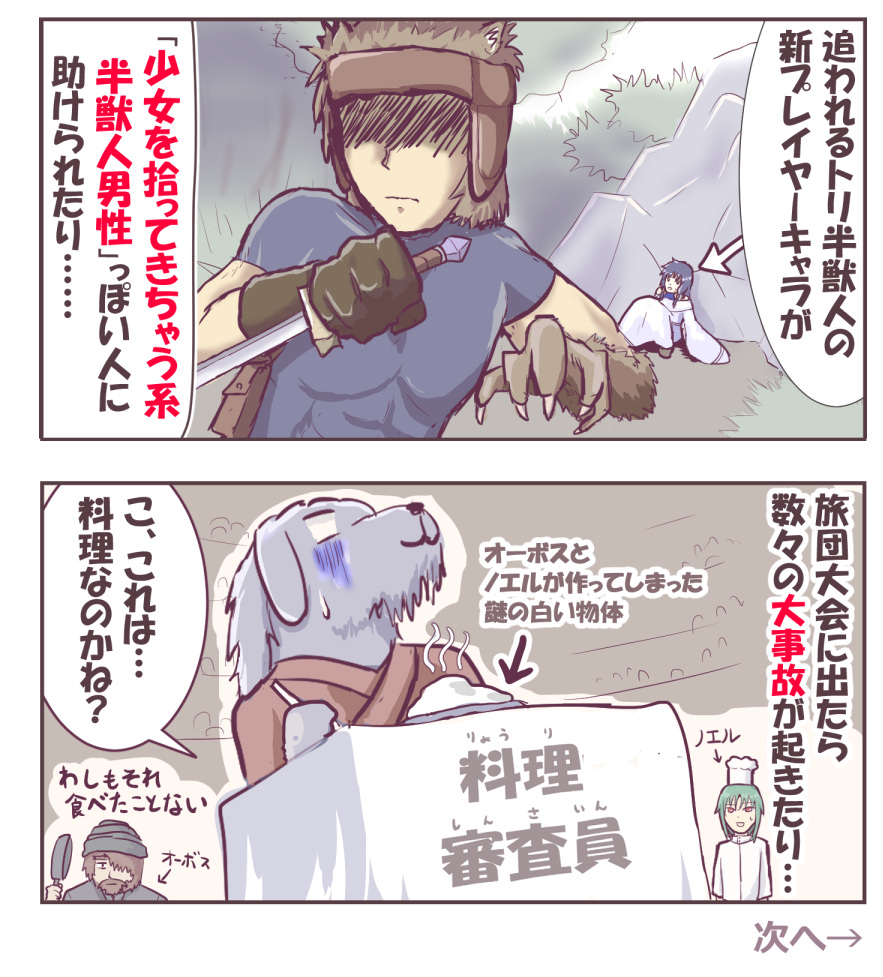 追われるトリ半獣人の
新プレイヤーキャラが
「少女を拾ってきちゃう系
半獣人男性」っぽい人に
助けられたり……
旅団大会に出たら
数々の大事故が起きたり…
オーボスと
ノエルが作ってしまった
謎の白い物体
こ、これは…
料理なのかね?
りょうり
料理
しんさいん
審査員
ノエル
わしもそれ
食べたことない
オーボス
次へ→